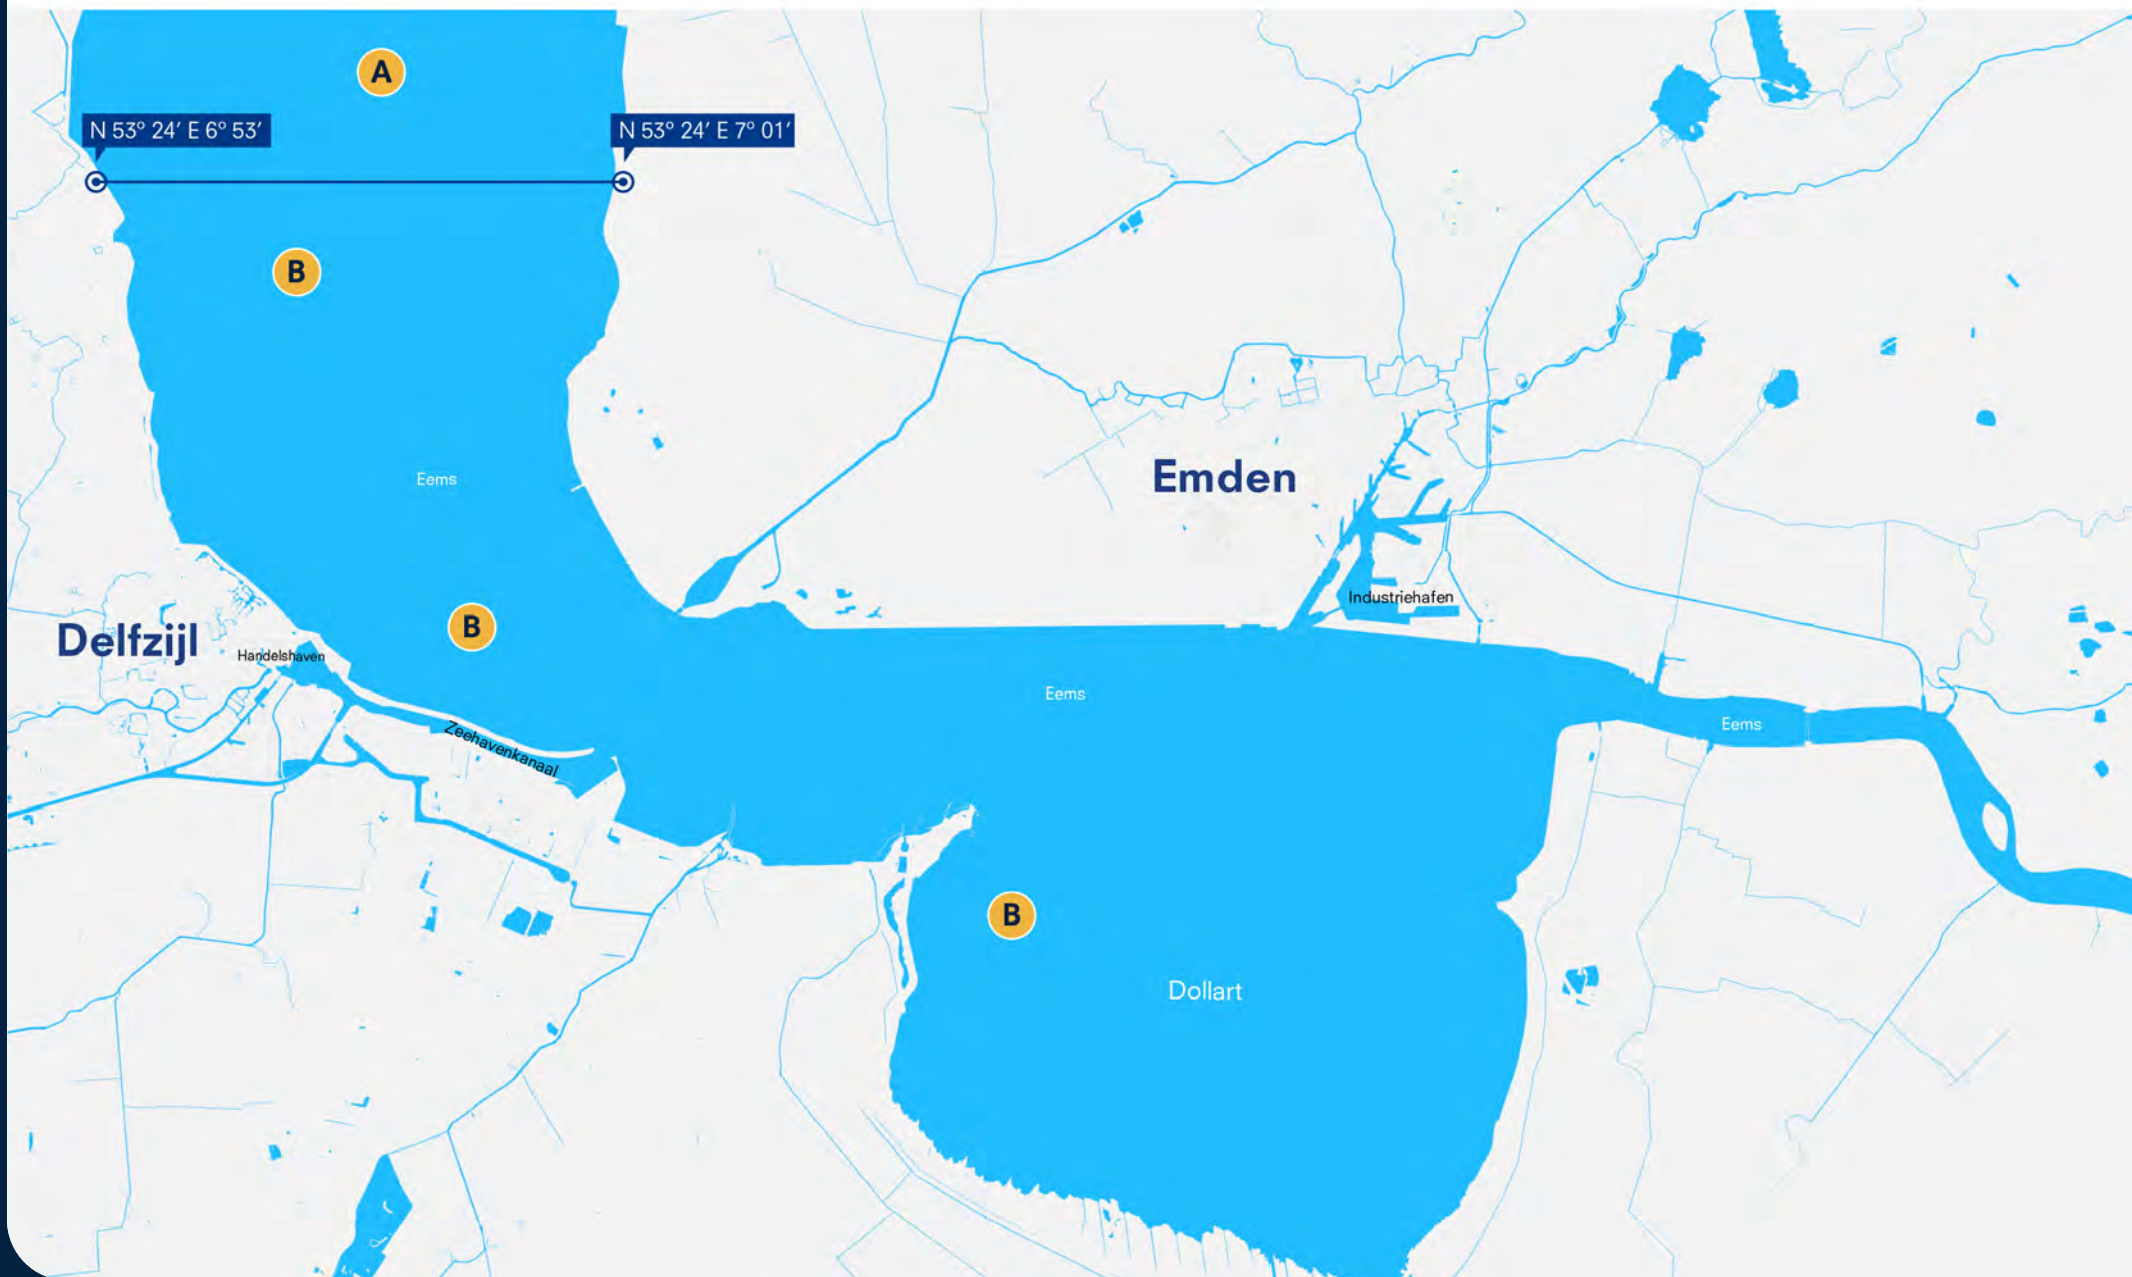 A
N 53° 24′ E 6° 53′
N 53° 24′ E 7° 01′
B
Eems
Emden
Industriehafen
B
Delfzijl
Handelshaven
Eems
Eems
Zeehavenkanaal
B
Dollart